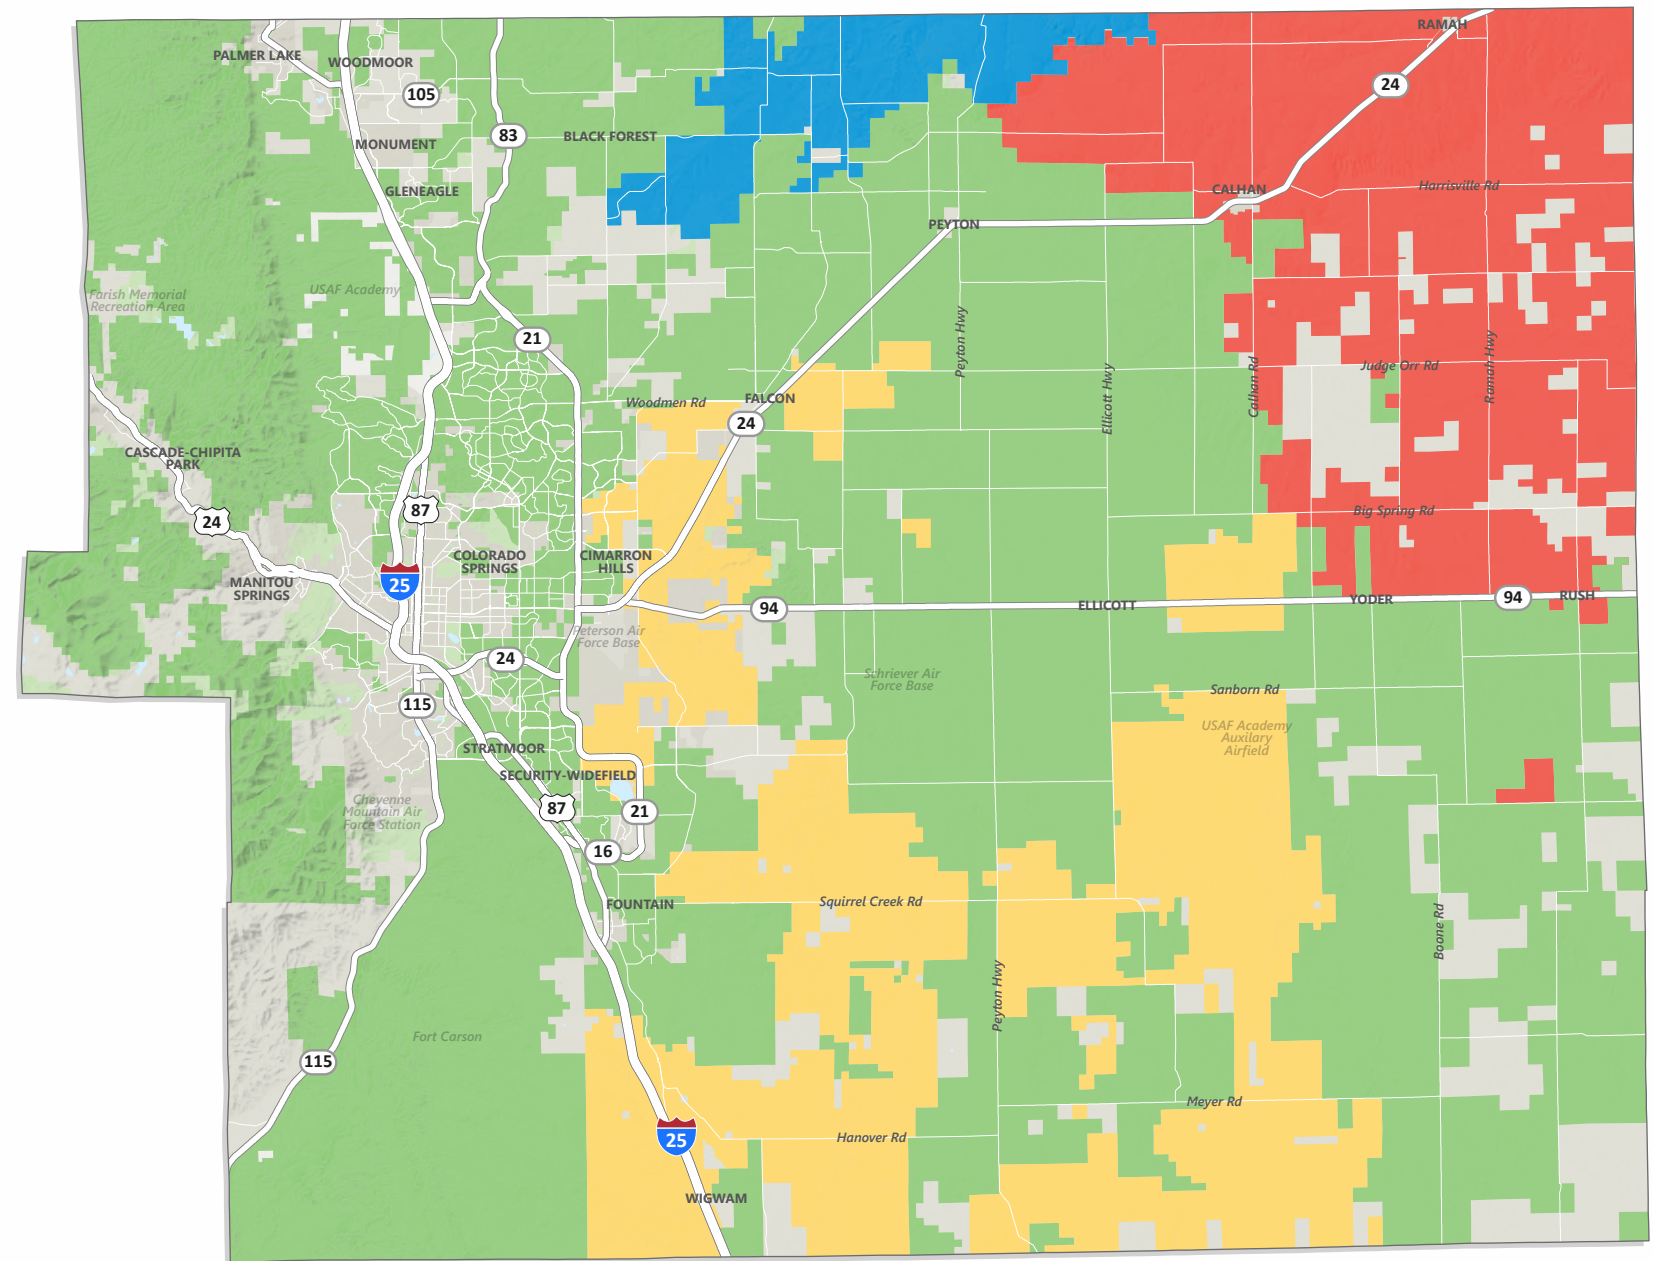 RAMAH
PALMER LAKE
WOODMOOR
24
105
83
BLACK FOREST
MONUMENT
GLENEAGLE
CALHAN
Harrisville Rd
PEYTON
USAF Academy
Farish Memorial
Recreation Area
21
Peyton Hwy
Ellicott Hwy
Calhan Rd
Judge Orr Rd
Ramah Hwy
Woodmen Rd
FALCON
24
CASCADE-CHIPITA
PARK
87
24
Big Spring Rd
COLORADO
SPRINGS
CIMARRON
HILLS
25
MANITOU
SPRINGS
94
ELLICOTT
YODER
94
RUSH
Peterson Air
Force Base
24
Schriever Air
Force Base
Sanborn Rd
115
USAF Academy
Auxilary
Airfield
STRATMOOR
SECURITY-WIDEFIELD
Cheyenne
Mountain Air
Force Station
87
21
16
FOUNTAIN
Squirrel Creek Rd
Boone Rd
Peyton Hwy
Fort Carson
115
Meyer Rd
25
Hanover Rd
WIGWAM